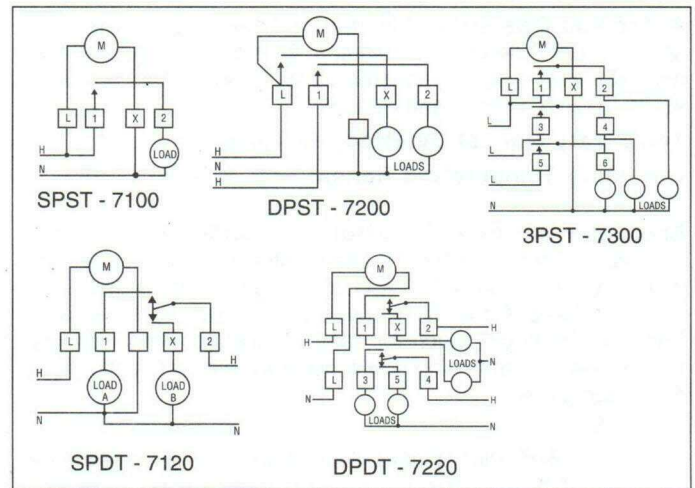 M
L 1 X 2
H
LOAD
N
SPST - 7100
M
L 1 X 2
H
N
LOADS
H
DPST - 7200
M
L 1 X 2
L
3 4
L
5 6
L
LOADS
N
3PST - 7300
M
L 1 X 2
H H
LOAD A LOAD B
N N
SPDT - 7120
M
L 1 X 2 H
H
LOADS N
L 3 5 4
N H
LOADS N
DPDT - 7220